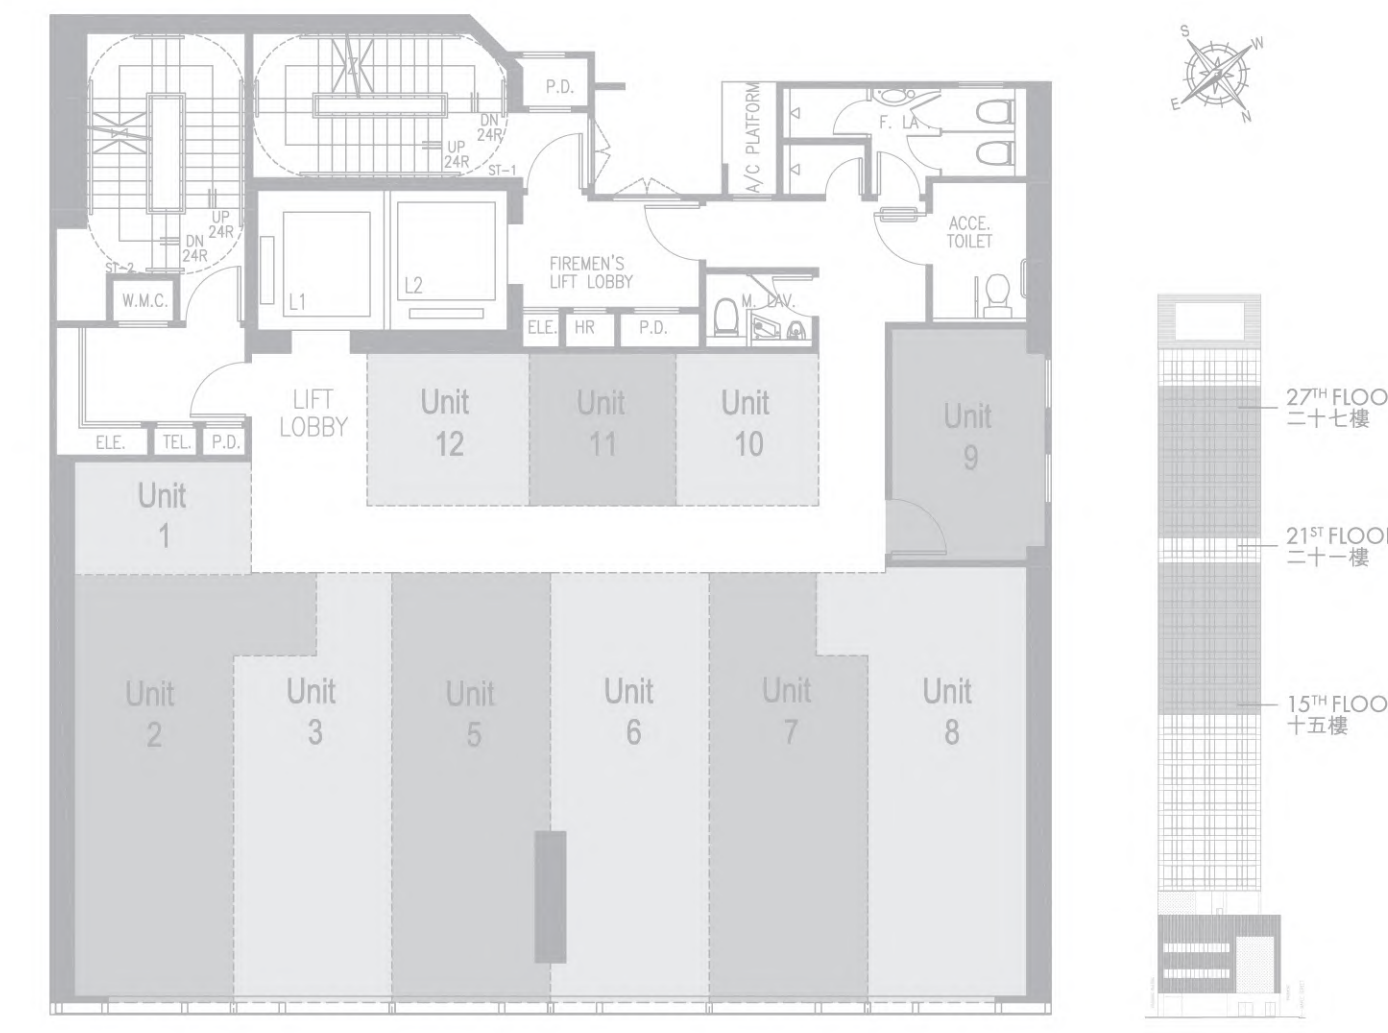 S
W
E
N
P.D.
A/C PLATFORM
F. LA
DN
24R
UP
24R
ST-1
UP
24R
DN
24R
ST-2
ACCE.
TOILET
FIREMEN'S
LIFT LOBBY
W.M.C.
L1
L2
M. LAV.
ELE.
HR
P.D.
LIFT
LOBBY
Unit
12
Unit
11
Unit
10
Unit
9
ELE.
TEL.
P.D.
Unit
1
Unit
2
Unit
3
Unit
5
Unit
6
Unit
7
Unit
8
27TH FLOO
二十七樓
21ST FLOO
二十一樓
15TH FLOO
十五樓